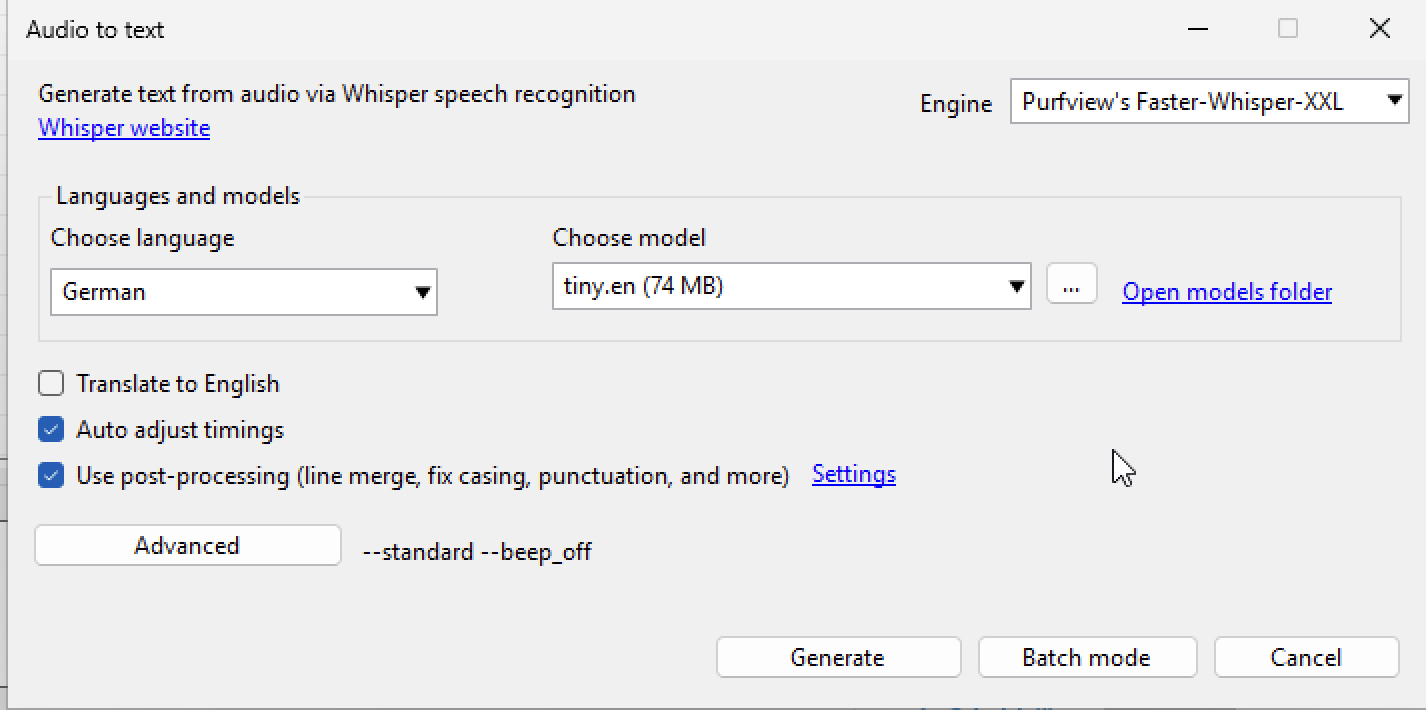 Audio to text
Generate text from audio via Whisper speech recognition
Whisper website
Engine
Purfview's Faster-Whisper-XXL
Languages and models
Choose language
German
Choose model
tiny.en (74 MB)
...
Open models folder
Translate to English
Auto adjust timings
Use post-processing (line merge, fix casing, punctuation, and more) Settings
Advanced
--standard --beep_off
Generate
Batch mode
Cancel